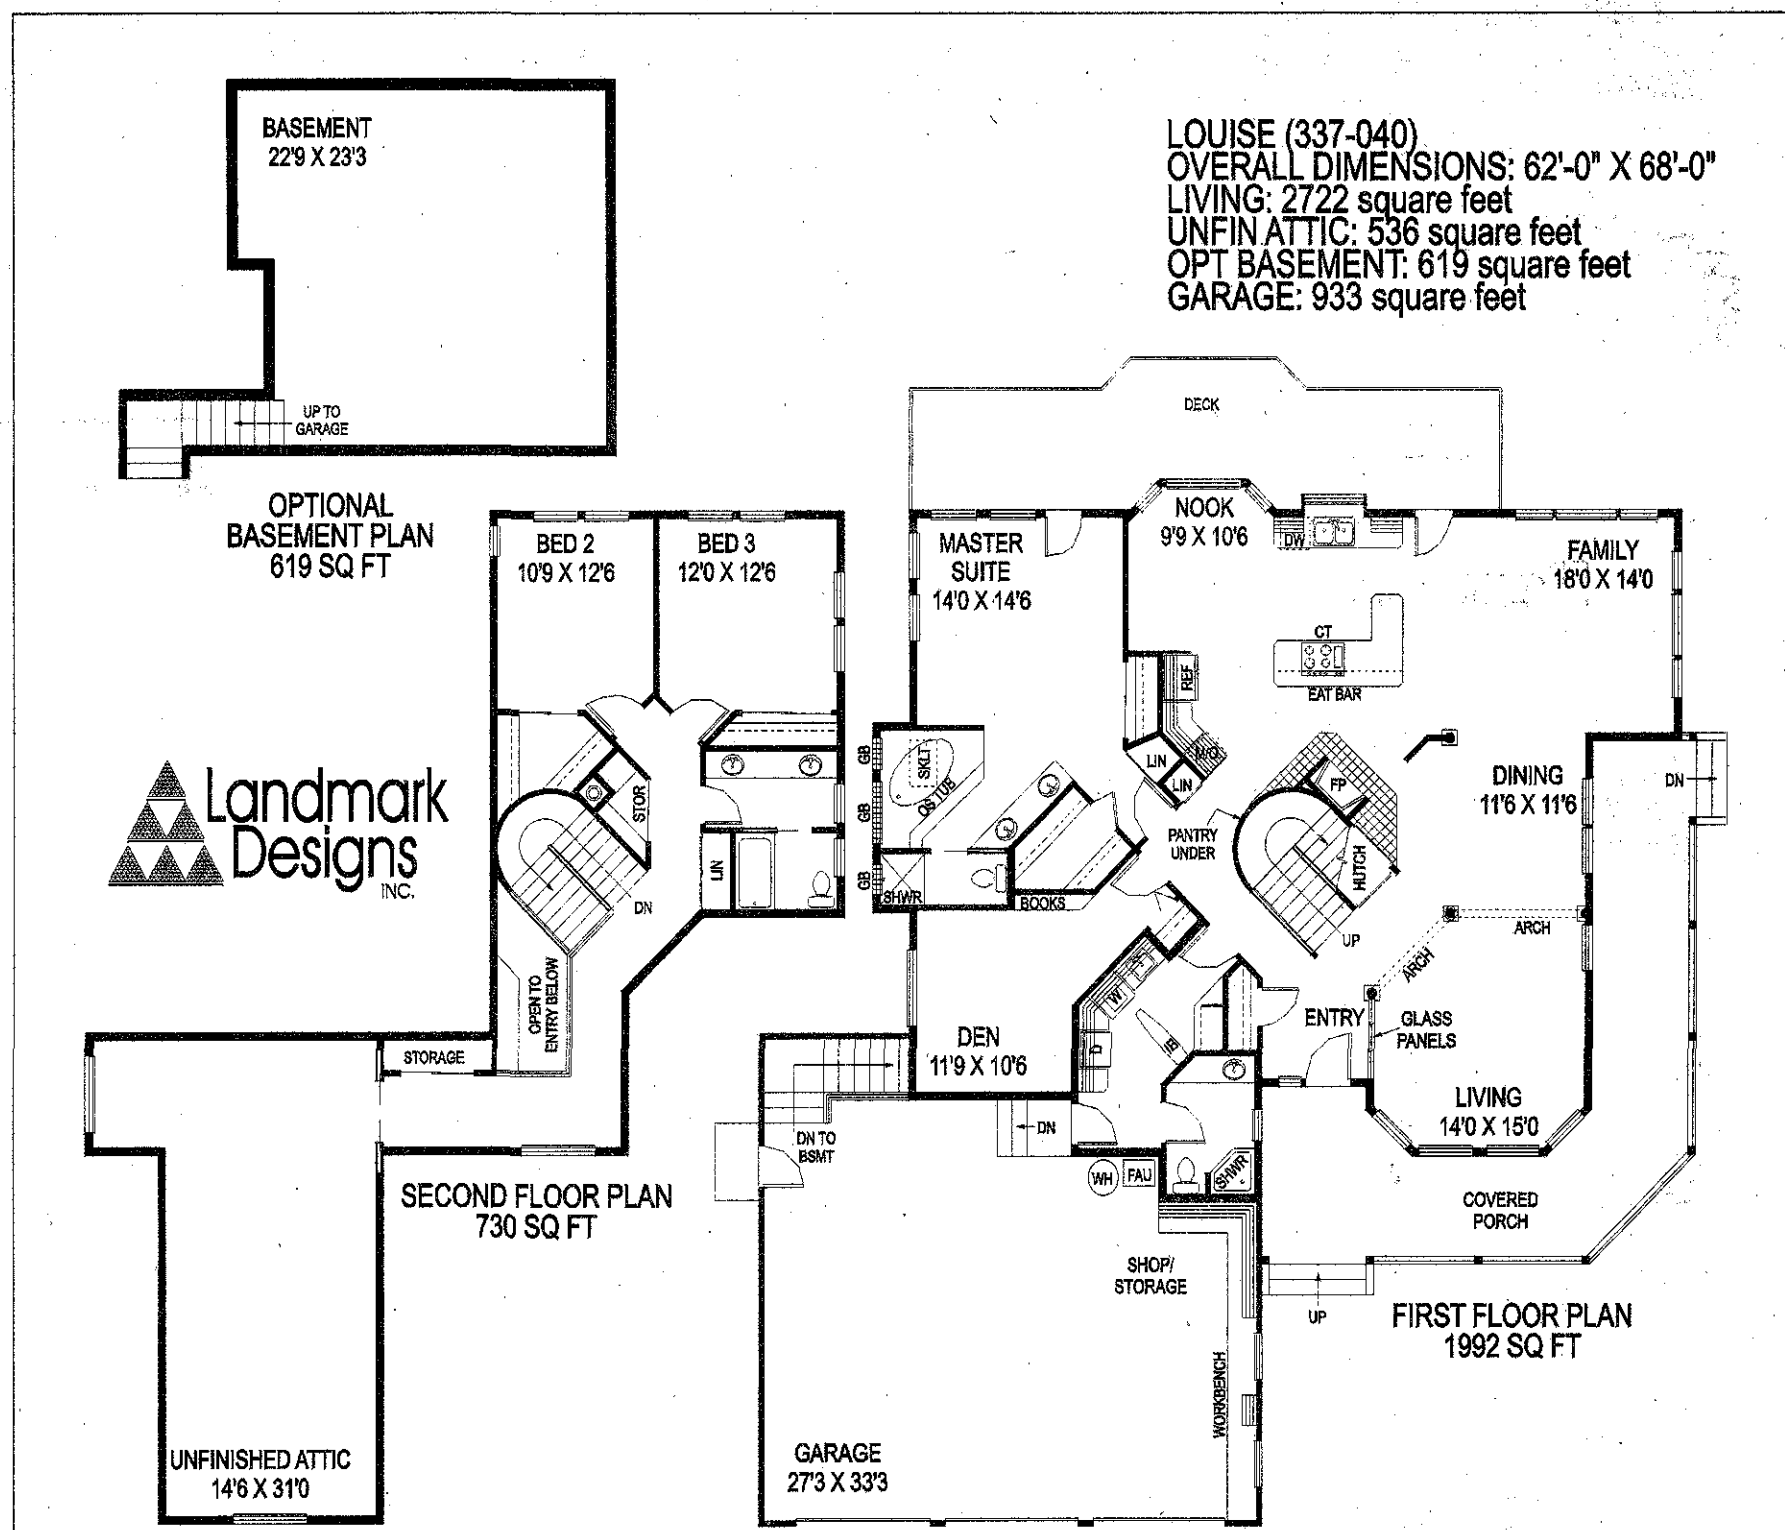 BASEMENT
22'9 X 23'3
UP TO
GARAGE
OPTIONAL
BASEMENT PLAN
619 SQ FT
LOUISE (337-040)
OVERALL DIMENSIONS: 62'-0" X 68'-0"
LIVING: 2722 square feet
UNFIN ATTIC: 536 square feet
OPT BASEMENT: 619 square feet
GARAGE: 933 square feet
Landmark
Designs
INC.
BED 2
10'9 X 12'6
BED 3
12'0 X 12'6
STOR
LIN
DN
OPEN TO
ENTRY BELOW
STORAGE
SECOND FLOOR PLAN
730 SQ FT
UNFINISHED ATTIC
14'6 X 31'0
DECK
MASTER
SUITE
14'0 X 14'6
NOOK
9'9 X 10'6
DW
FAMILY
18'0 X 14'0
CT
EAT BAR
REF
M/O
LIN
LIN
GB
GB
GB
SKLT
OS TUB
SHWR
BOOKS
PANTRY
UNDER
FP
HUTCH
UP
DINING
11'6 X 11'6
DN
ARCH
ARCH
GLASS
PANELS
ENTRY
LIVING
14'0 X 15'0
DEN
11'9 X 10'6
W
D
IB
DN
DN TO
BSMT
WH
FAU
SHWR
COVERED
PORCH
UP
SHOP/
STORAGE
WORKBENCH
GARAGE
27'3 X 33'3
FIRST FLOOR PLAN
1992 SQ FT